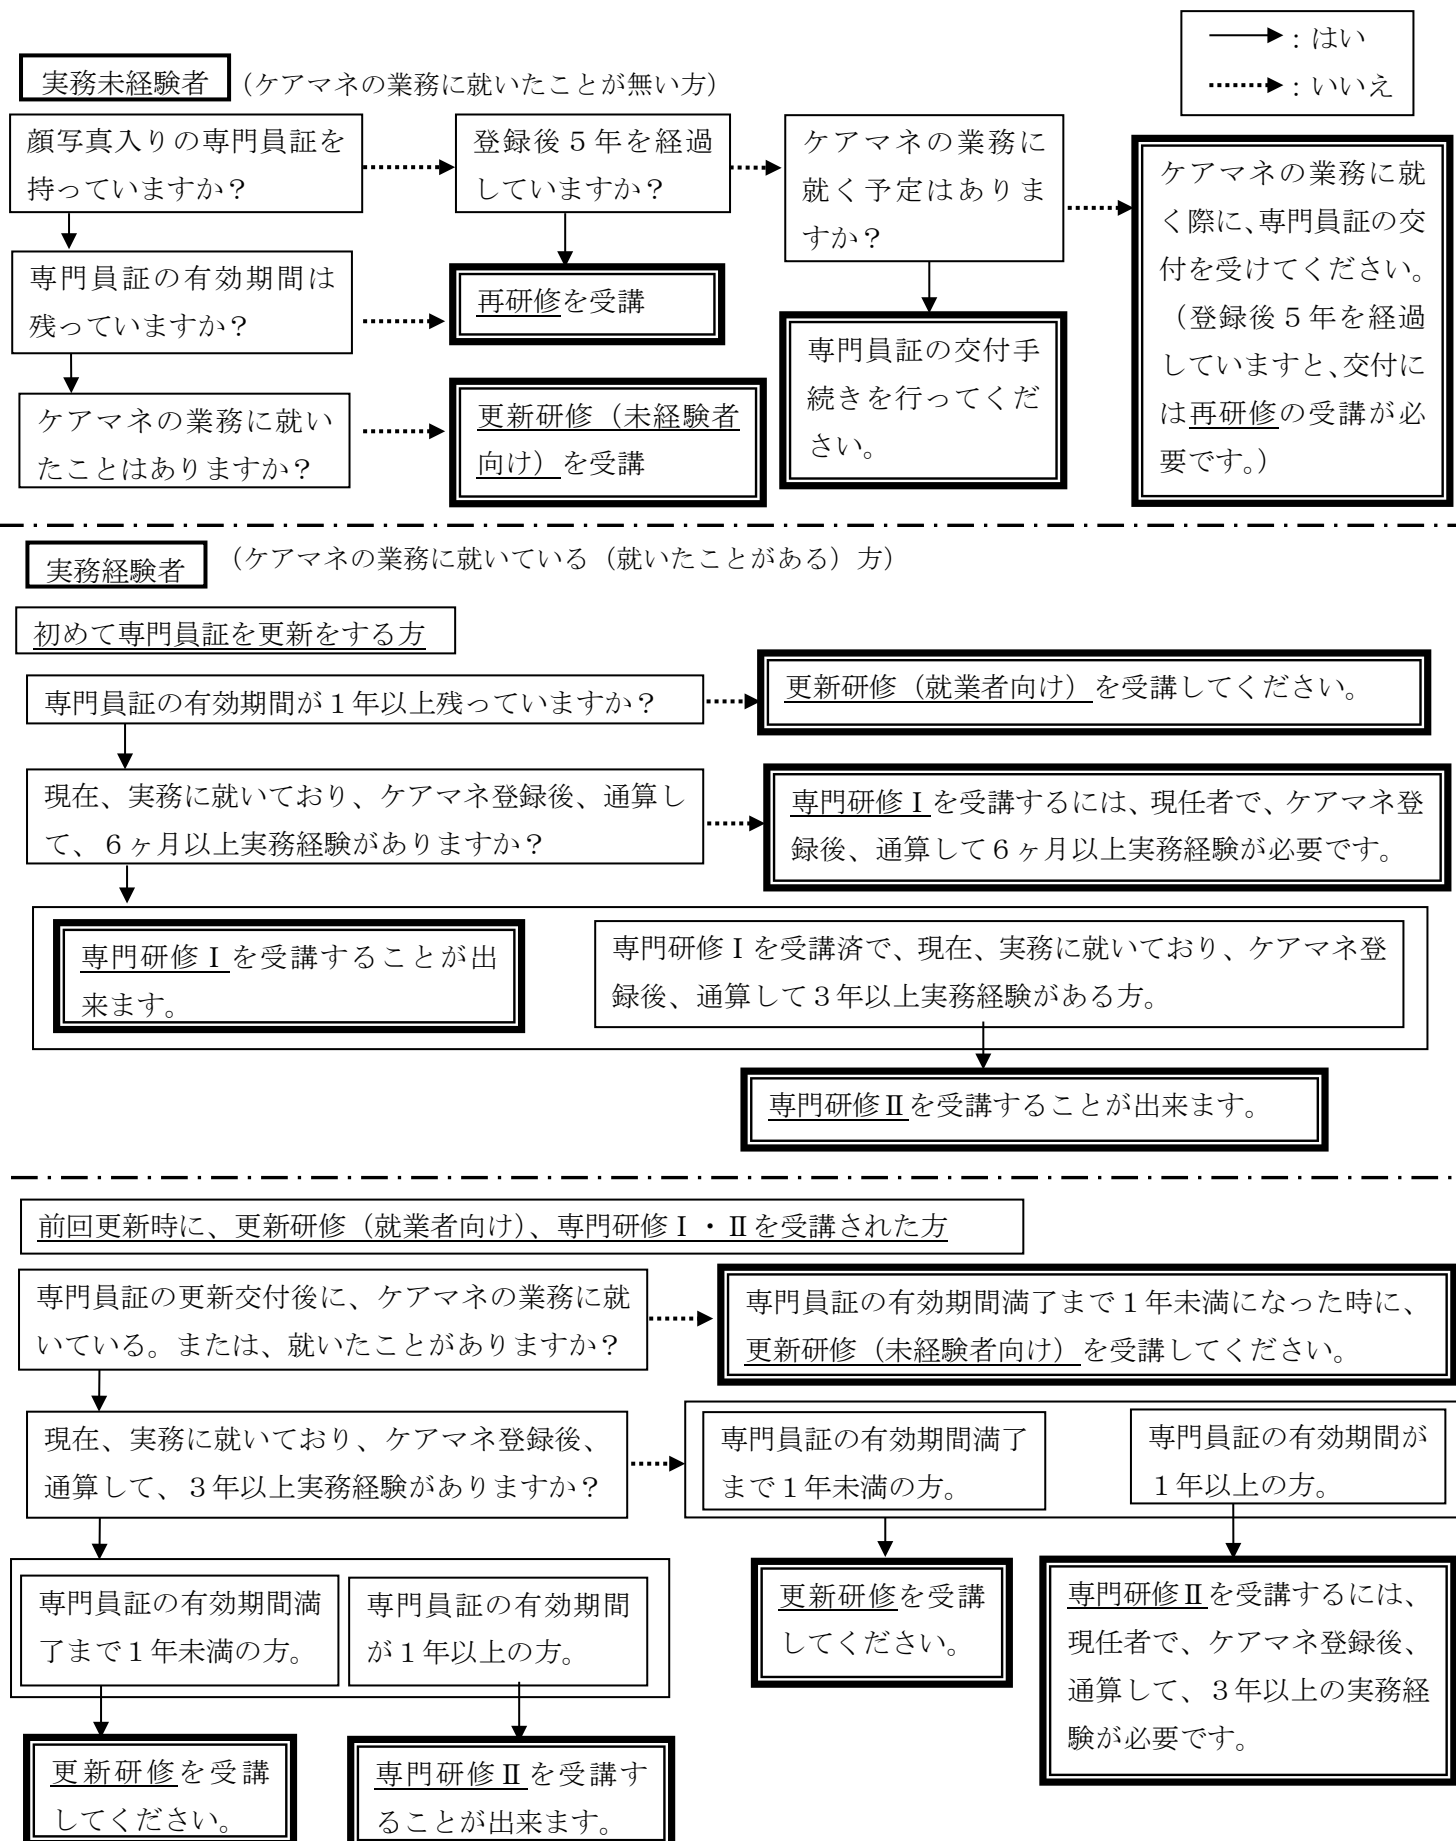 ：はい
：いいえ
実務未経験者
（ケアマネの業務に就いたことが無い方）
顔写真入りの専門員証を
持っていますか？
登録後５年を経過
していますか？
ケアマネの業務に
就く予定はありま
すか？
ケアマネの業務に就
く際に、専門員証の交
付を受けてください。
（登録後５年を経過
していますと、交付に
は再研修の受講が必
要です。）
専門員証の有効期間は
残っていますか？
再研修を受講
専門員証の交付手
続きを行ってくだ
さい。
ケアマネの業務に就い
たことはありますか？
更新研修（未経験者
向け）を受講
実務経験者
（ケアマネの業務に就いている（就いたことがある）方）
初めて専門員証を更新をする方
専門員証の有効期間が１年以上残っていますか？
更新研修（就業者向け）を受講してください。
現在、実務に就いており、ケアマネ登録後、通算し
て、６ヶ月以上実務経験がありますか？
専門研修Ⅰを受講するには、現任者で、ケアマネ登
録後、通算して６ヶ月以上実務経験が必要です。
専門研修Ⅰを受講することが出
来ます。
専門研修Ⅰを受講済で、現在、実務に就いており、ケアマネ登
録後、通算して３年以上実務経験がある方。
専門研修Ⅱを受講することが出来ます。
前回更新時に、更新研修（就業者向け）、専門研修Ⅰ・Ⅱを受講された方
専門員証の更新交付後に、ケアマネの業務に就
いている。または、就いたことがありますか？
専門員証の有効期間満了まで１年未満になった時に、
更新研修（未経験者向け）を受講してください。
現在、実務に就いており、ケアマネ登録後、
通算して、３年以上実務経験がありますか？
専門員証の有効期間満了
まで１年未満の方。
専門員証の有効期間が
１年以上の方。
専門員証の有効期間満
了まで１年未満の方。
専門員証の有効期間
が１年以上の方。
更新研修を受講
してください。
専門研修Ⅱを受講するには、
現任者で、ケアマネ登録後、
通算して、３年以上の実務経
験が必要です。
更新研修を受講
してください。
専門研修Ⅱを受講す
ることが出来ます。